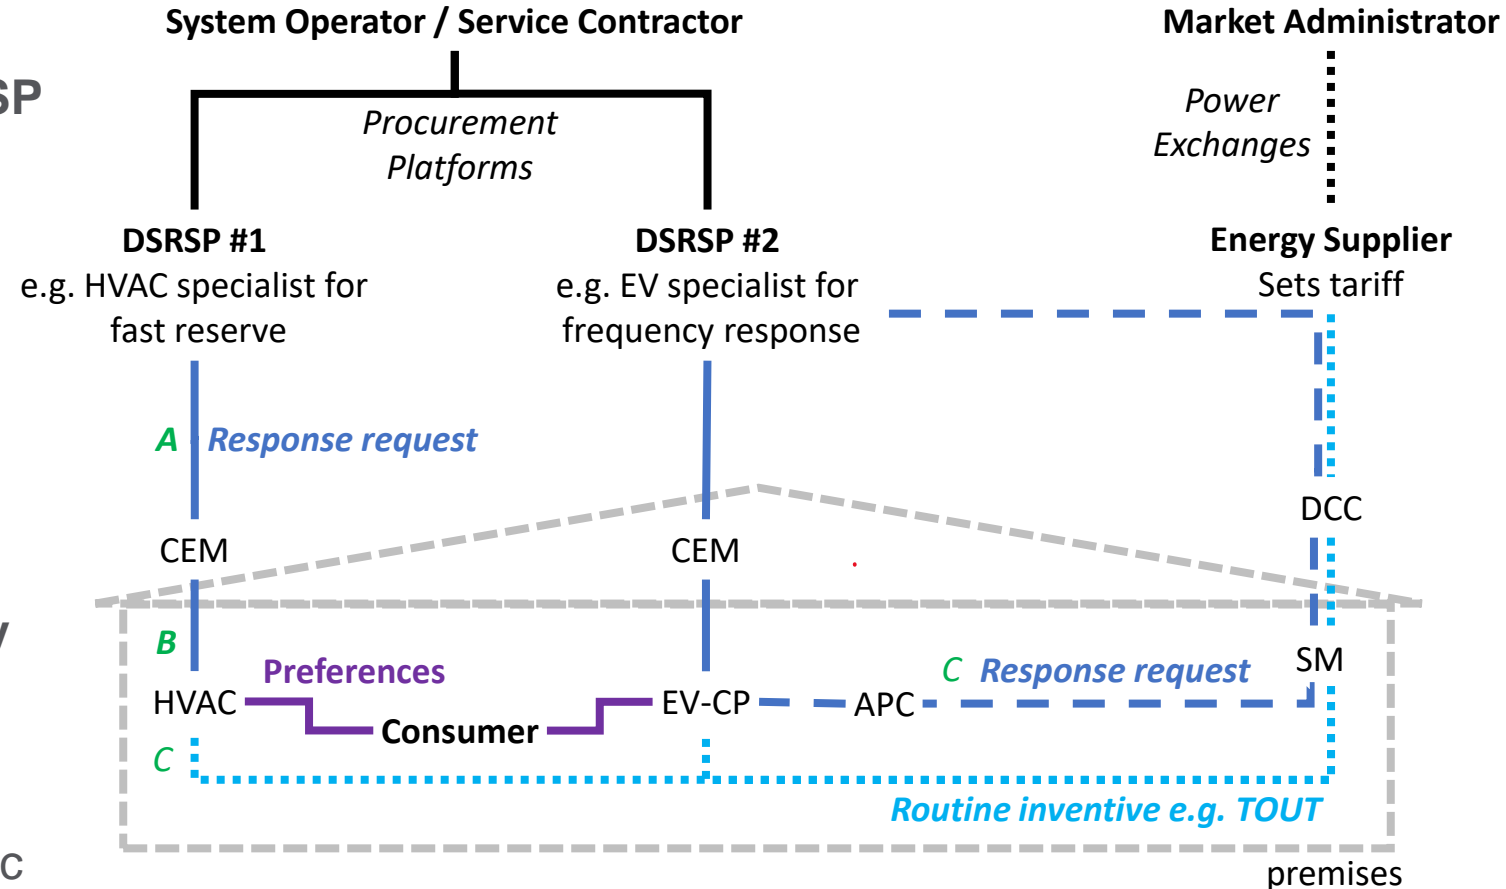 System Operator / Service Contractor
Market Administrator
SP
Procurement
Platforms
Power
Exchanges
DSRSP #1
e.g. HVAC specialist for
fast reserve
DSRSP #2
e.g. EV specialist for
frequency response
Energy Supplier
Sets tariff
A Response request
DCC
CEM
CEM
B
Preferences
HVAC
Consumer
EV-CP
APC
C Response request
SM
C
Routine inventive e.g. TOUT
premises
c